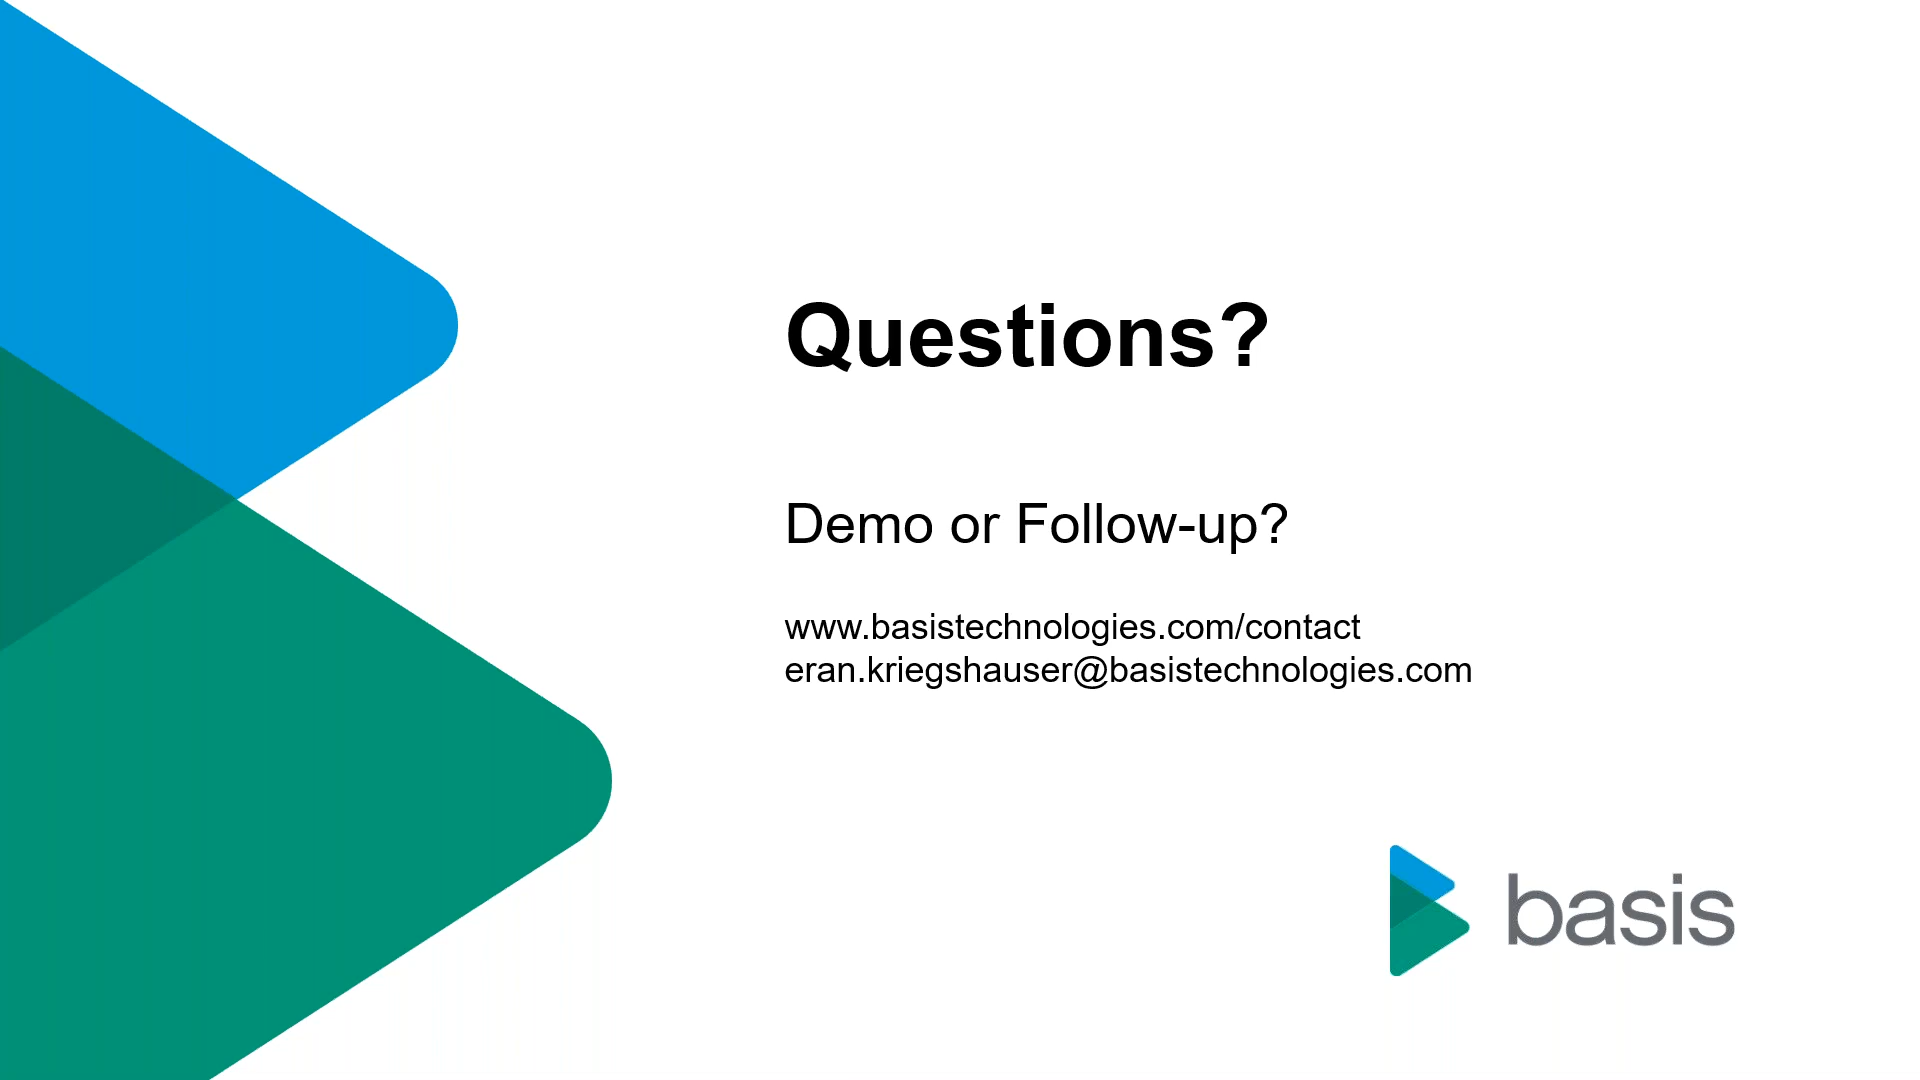 Questions?
Demo or Follow-up?
www.basistechnologies.com/contact
eran.kriegshauser@basistechnologies.com
basis